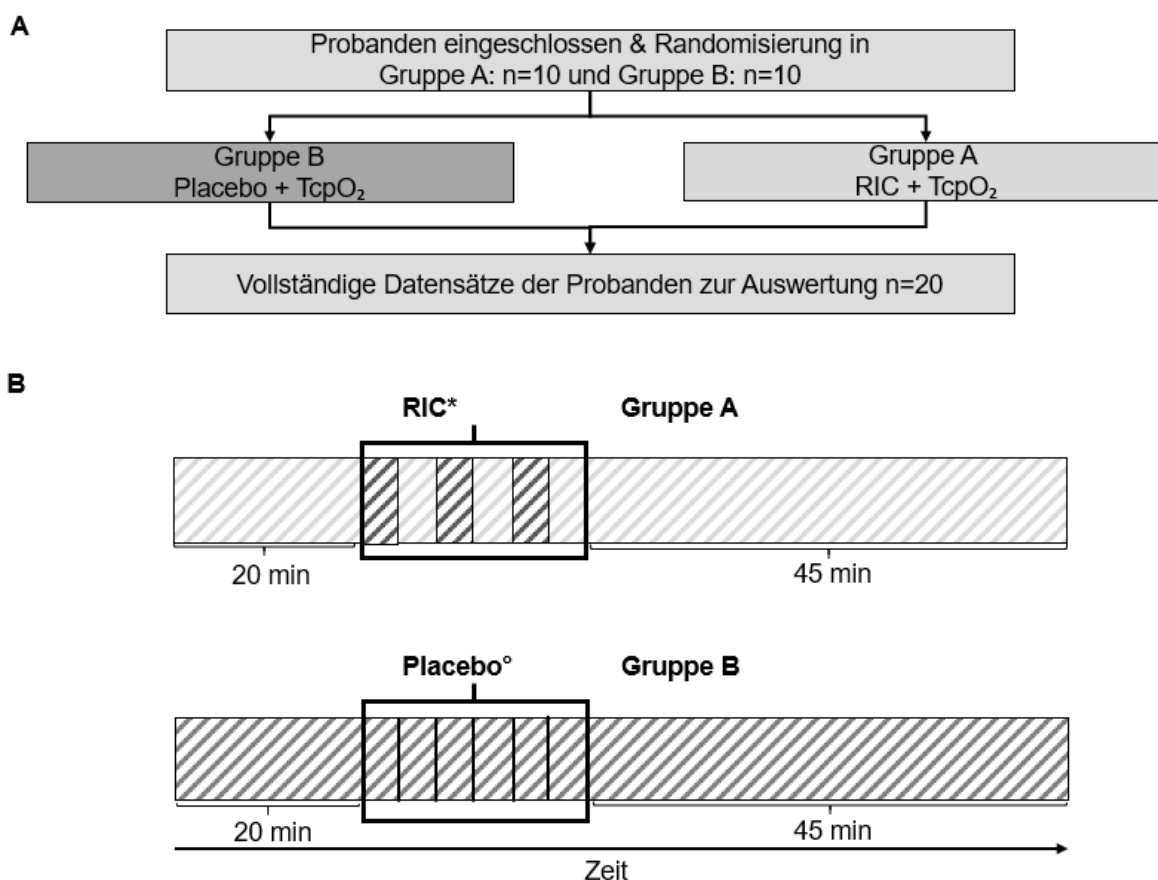 A
Probanden eingeschlossen & Randomisierung in
Gruppe A: n=10 und Gruppe B: n=10
Gruppe B
Placebo + TcpO₂
Gruppe A
RIC + TcpO₂
Vollständige Datensätze der Probanden zur Auswertung n=20
B
RIC*
Gruppe A
20 min
45 min
Placebo°
Gruppe B
20 min
45 min
Zeit